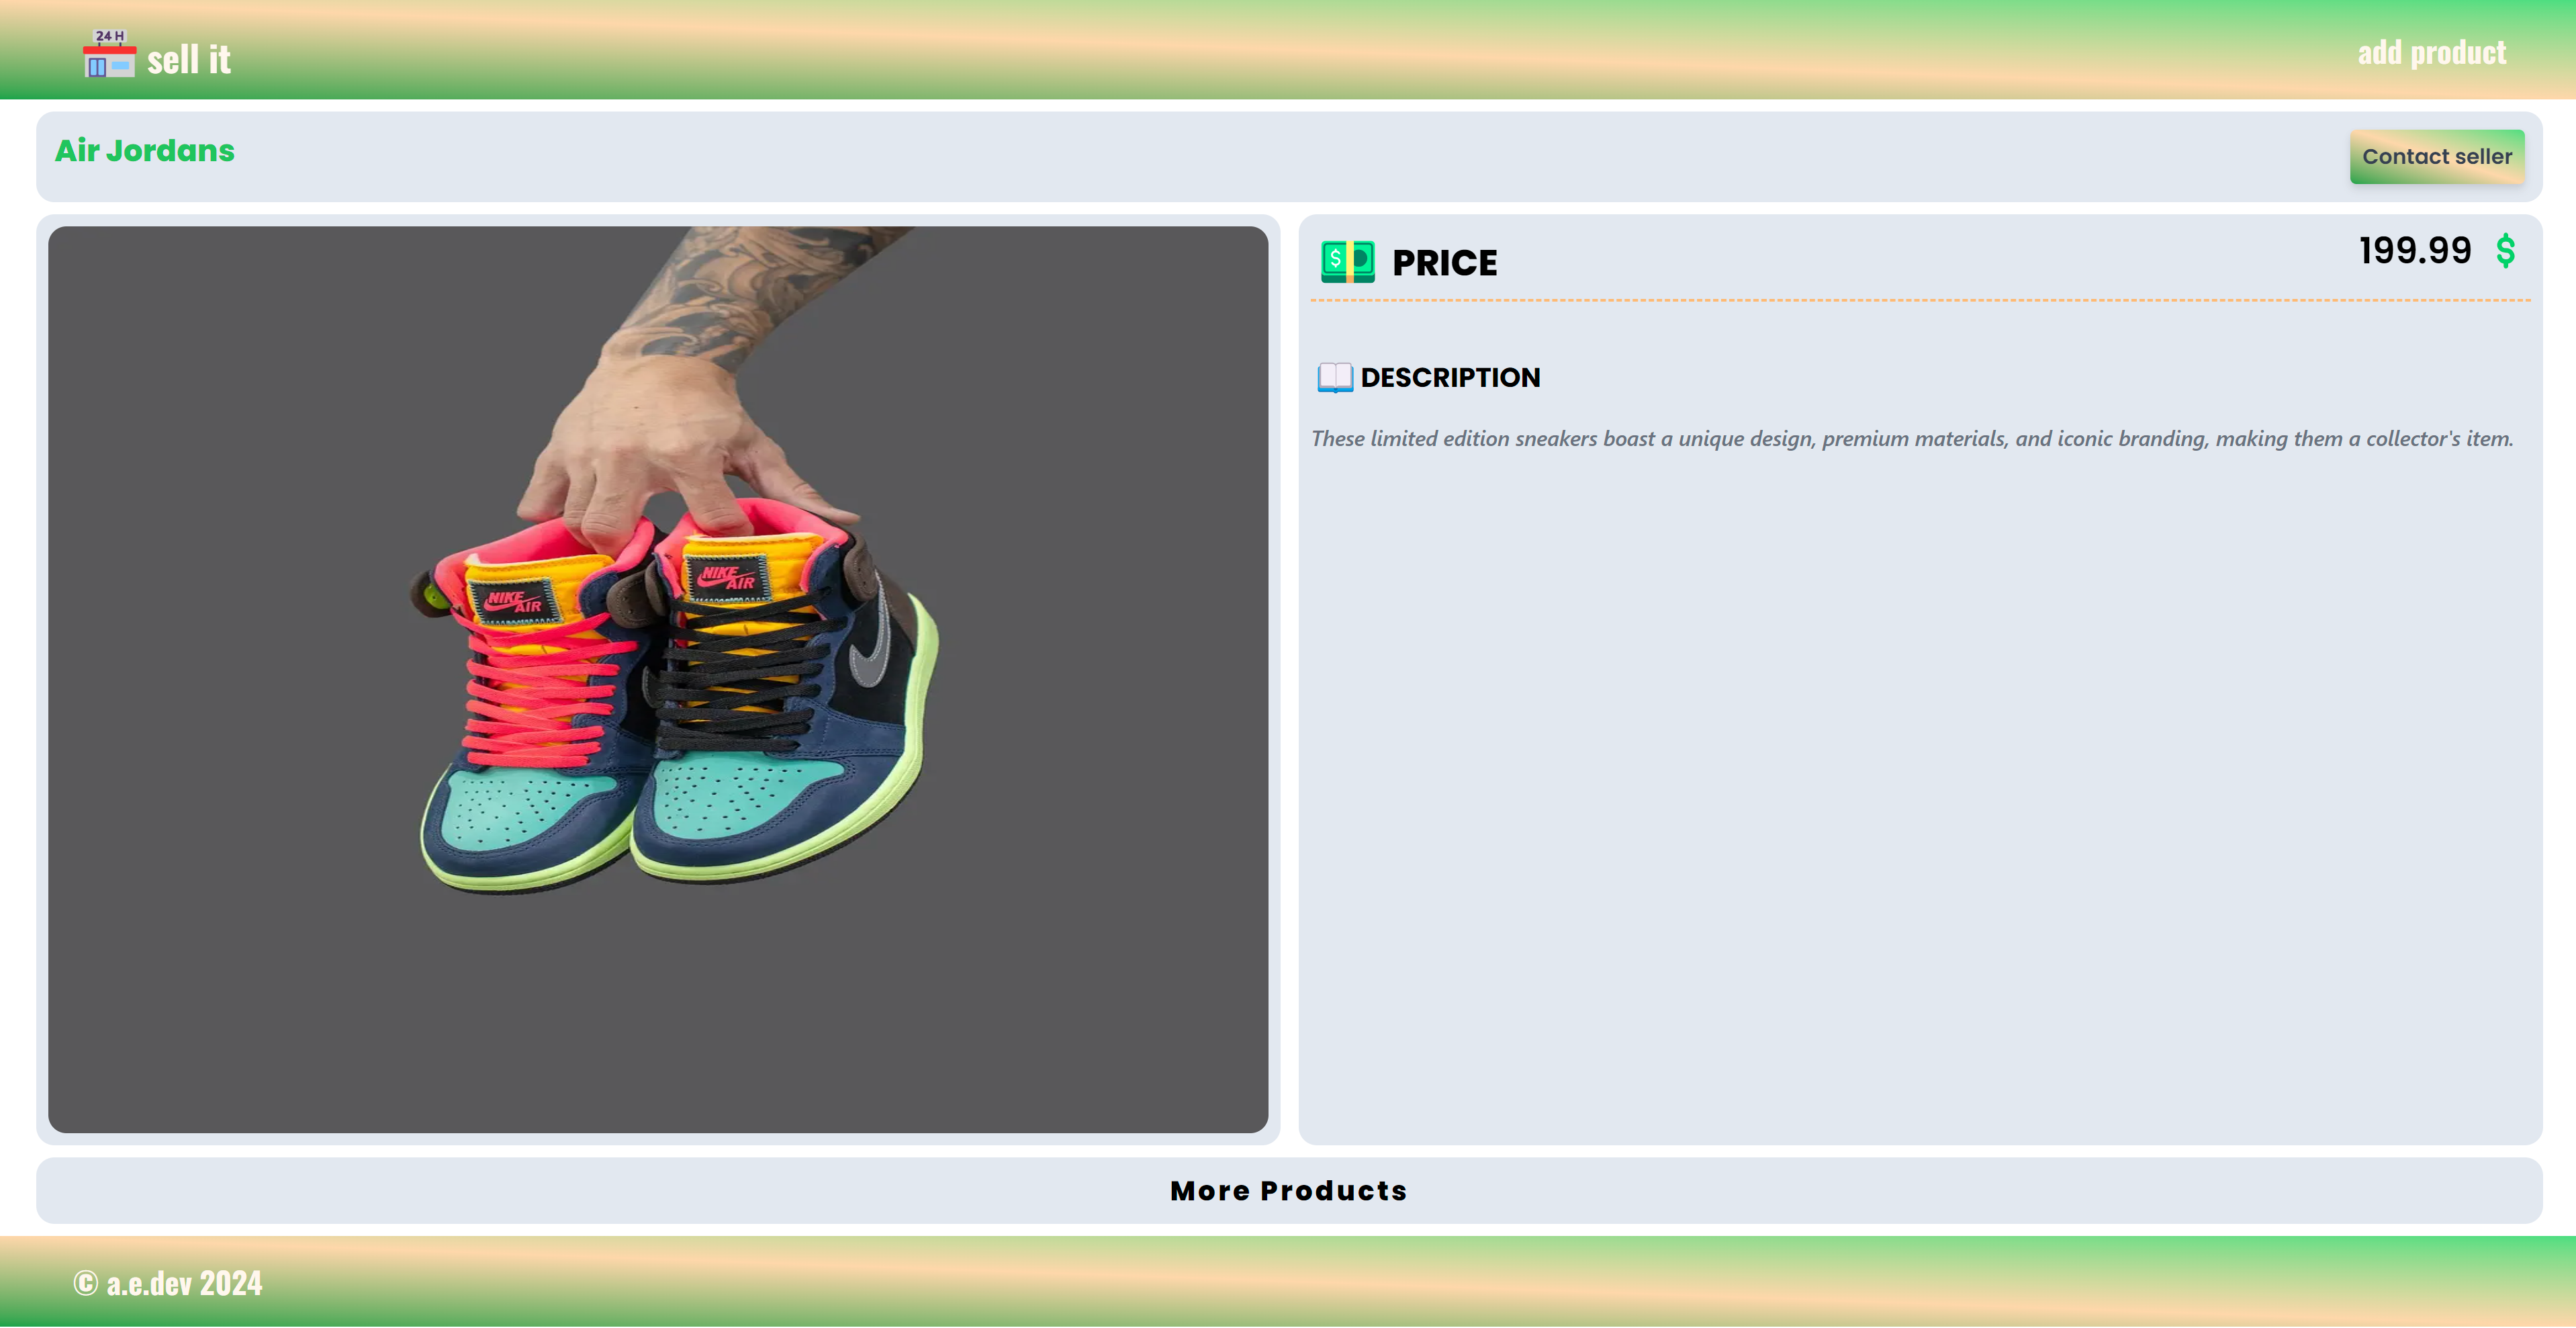 24 H
sell it
add product
Air Jordans
Contact seller
PRICE
199.99 $
DESCRIPTION
These limited edition sneakers boast a unique design, premium materials, and iconic branding, making them a collector's item.
NIKE
AIR
NIKE
AIR
More Products
© a.e.dev 2024